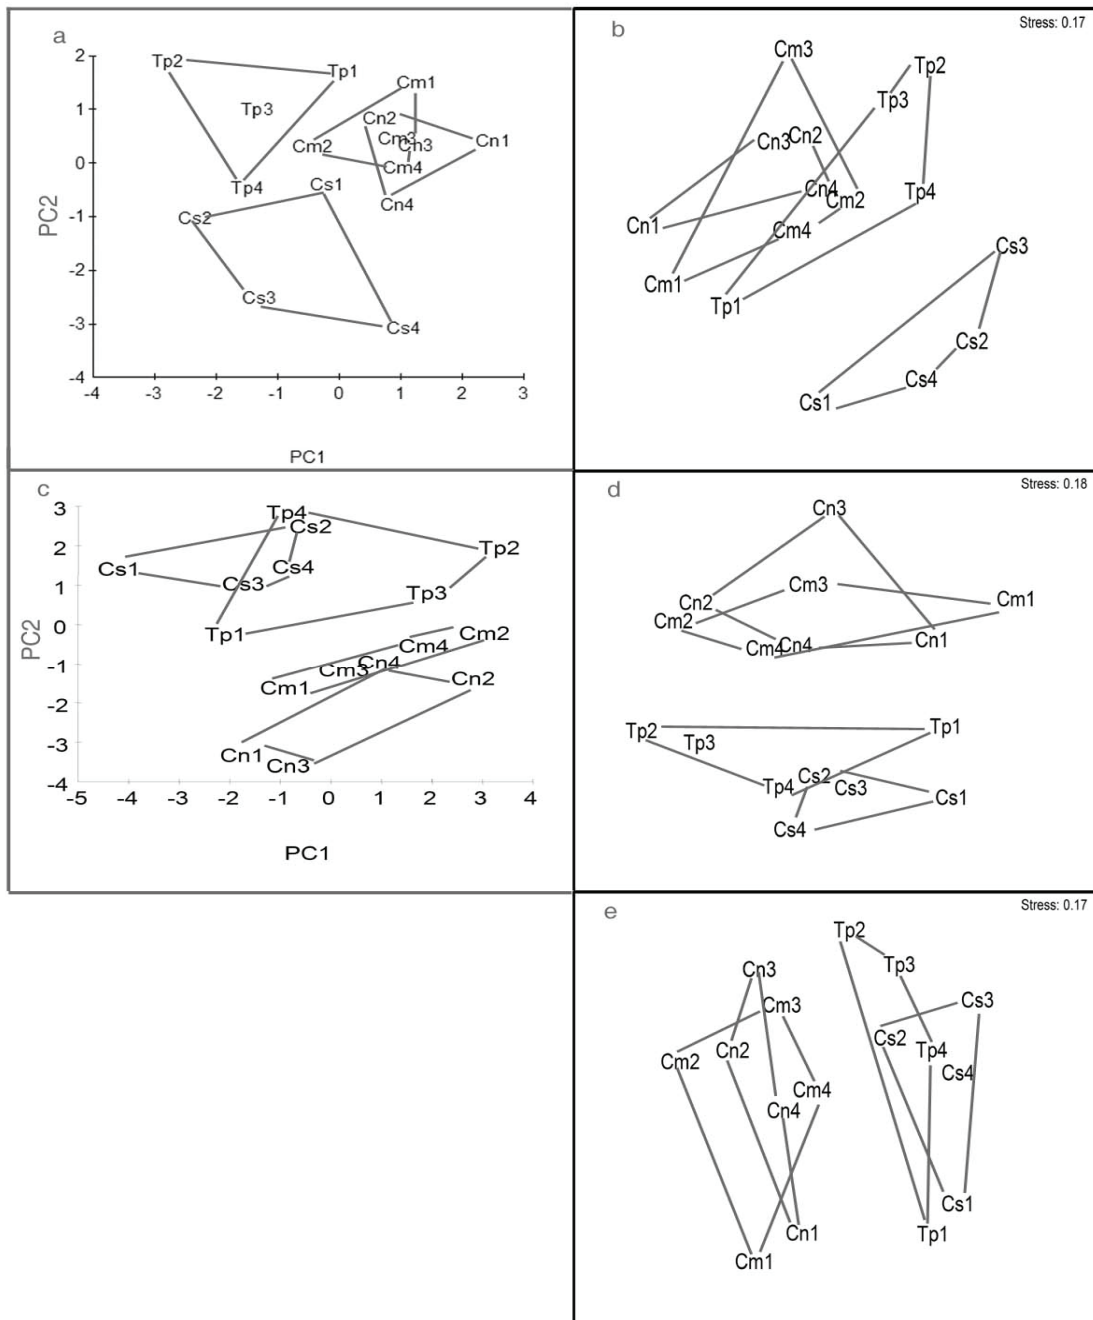 a
2
1
0
-1
-2
-3
-4
PC2
Tp2
Tp1
Tp3
Tp4
Cm1
Cn2
Cm3
Cn3
Cn1
Cm2
Cm4
Cn4
Cs1
Cs2
Cs3
Cs4
-4 -3 -2 -1 0 1 2 3
PC1
b
Stress: 0.17
Cm3
Tp2
Tp3
Cn3
Cn2
Cn4
Cm2
Tp4
Cn1
Cm4
Cs3
Cm1
Tp1
Cs2
Cs4
Cs1
c
3
2
1
0
-1
-2
-3
-4
PC2
Tp4
Cs2
Tp2
Cs1
Cs4
Cs3
Tp3
Tp1
Cm2
Cm4
Cn4
Cm3
Cm1
Cn2
Cn1
Cn3
-5 -4 -3 -2 -1 0 1 2 3 4
PC1
d
Stress: 0.18
Cn3
Cm3
Cn2
Cm1
Cm2
Cm4
Cn4
Cn1
Tp2
Tp1
Tp3
Cs2
Tp4
Cs3
Cs1
Cs4
e
Stress: 0.17
Tp2
Cn3
Tp3
Cm3
Cs3
Cs2
Cn2
Tp4
Cm2
Cs4
Cm4
Cn4
Cs1
Cn1
Tp1
Cm1